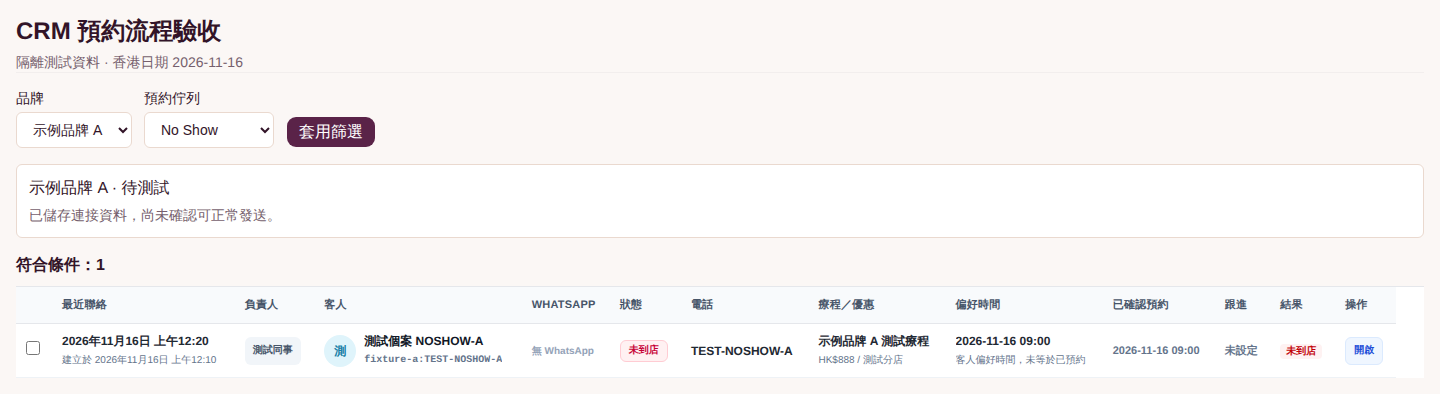 CRM 預約流程驗收
隔離測試資料 · 香港日期 2026-11-16
品牌 預約佇列
示例品牌 A No Show 套用篩選
示例品牌 A · 待測試
已儲存連接資料，尚未確認可正常發送。
符合條件：1
最近聯絡 負責人 客人 WHATSAPP 狀態 電話 療程／優惠 偏好時間 已確認預約 跟進 結果 操作
2026年11月16日 上午12:20 測試同事 測 測試個案 NOSHOW-A 無 WhatsApp 未到店 TEST-NOSHOW-A 示例品牌 A 測試療程 2026-11-16 09:00 2026-11-16 09:00 未設定 未到店 開啟
建立於 2026年11月16日 上午12:10 fixture-a:TEST-NOSHOW-A HK$888 / 測試分店 客人偏好時間，未等於已預約